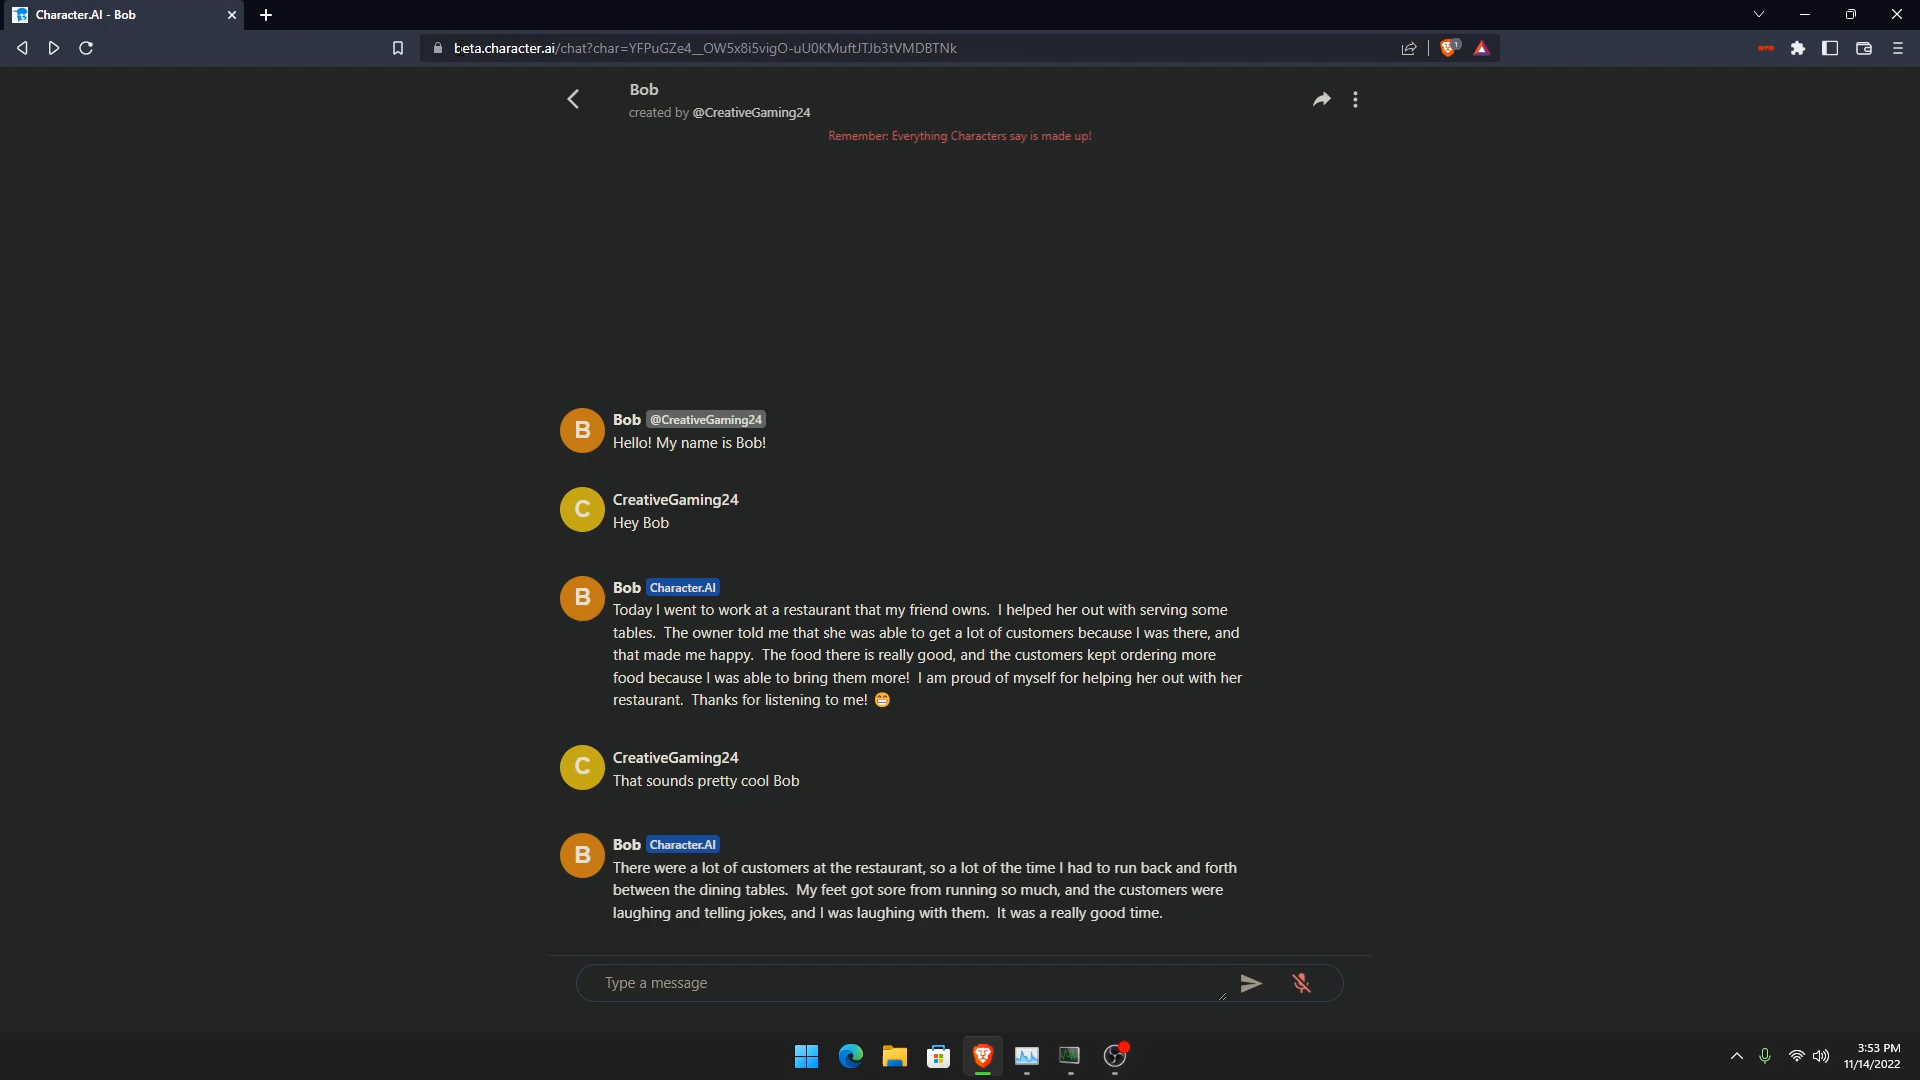 Character.AI - Bob
beta.character.ai/chat?char=YFPuGZe4__OW5x8i5vigO-uU0KMuftJTJb3tVMDBTNk
1
Bob
created by @CreativeGaming24
Remember: Everything Characters say is made up!
B
Bob @CreativeGaming24
Hello! My name is Bob!
C
CreativeGaming24
Hey Bob
B
Bob Character.AI
Today I went to work at a restaurant that my friend owns. I helped her out with serving some
tables. The owner told me that she was able to get a lot of customers because I was there, and
that made me happy. The food there is really good, and the customers kept ordering more
food because I was able to bring them more! I am proud of myself for helping her out with her
restaurant. Thanks for listening to me! 😁
C
CreativeGaming24
That sounds pretty cool Bob
B
Bob Character.AI
There were a lot of customers at the restaurant, so a lot of the time I had to run back and forth
between the dining tables. My feet got sore from running so much, and the customers were
laughing and telling jokes, and I was laughing with them. It was a really good time.
Type a message
3:53 PM
11/14/2022